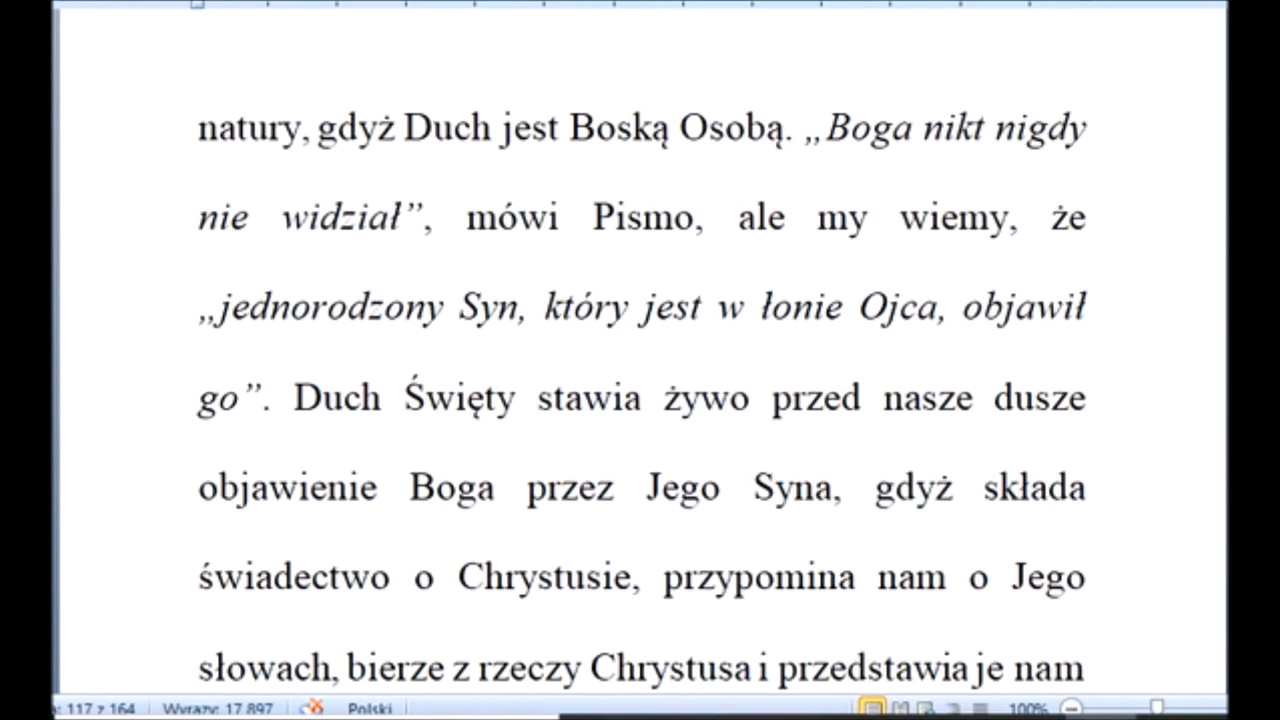 natury, gdyż Duch jest Boską Osobą. „Boga nikt nigdy
nie widział”, mówi Pismo, ale my wiemy, że
„jednorodzony Syn, który jest w łonie Ojca, objawił
go”. Duch Święty stawia żywo przed nasze dusze
objawienie Boga przez Jego Syna, gdyż składa
świadectwo o Chrystusie, przypomina nam o Jego
słowach, bierze z rzeczy Chrystusa i przedstawia je nam
: 117 z 164 Wyrazy: 17 897 Polski 100%